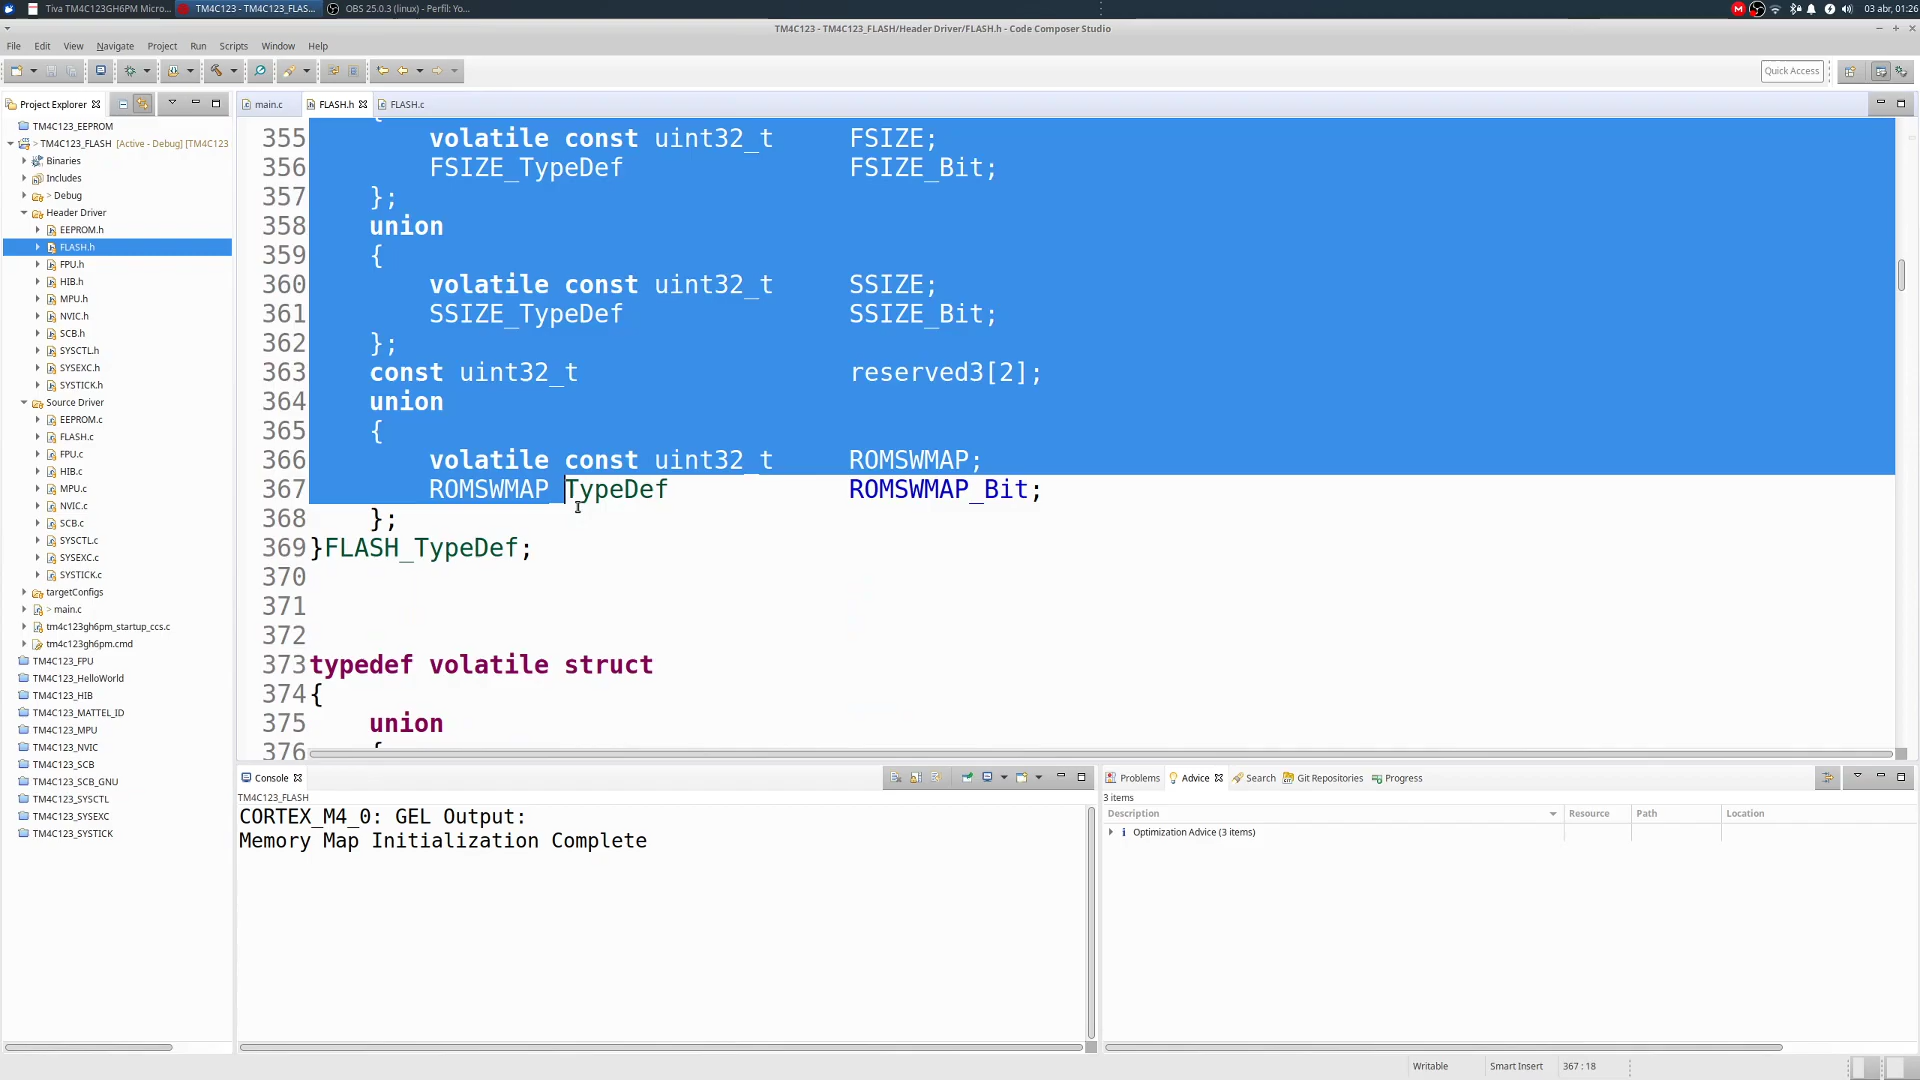 Tiva TM4C123GH6PM Micro...
TM4C123 - TM4C123_FLAS...
OBS 25.0.3 (linux) - Perfil: Yo...
03 abr, 01:26
TM4C123 - TM4C123_FLASH/Header Driver/FLASH.h - Code Composer Studio
File Edit View Navigate Project Run Scripts Window Help
Quick Access
Project Explorer
main.c
FLASH.h
FLASH.c
TM4C123_EEPROM
> TM4C123_FLASH [Active - Debug] [TM4C123
Binaries
Includes
> Debug
Header Driver
EEPROM.h
FLASH.h
FPU.h
HIB.h
MPU.h
NVIC.h
SCB.h
SYSCTL.h
SYSEXC.h
SYSTICK.h
Source Driver
EEPROM.c
FLASH.c
FPU.c
HIB.c
MPU.c
NVIC.c
SCB.c
SYSCTL.c
SYSEXC.c
SYSTICK.c
targetConfigs
> main.c
tm4c123gh6pm_startup_ccs.c
tm4c123gh6pm.cmd
TM4C123_FPU
TM4C123_HelloWorld
TM4C123_HIB
TM4C123_MATTEL_ID
TM4C123_MPU
TM4C123_NVIC
TM4C123_SCB
TM4C123_SCB_GNU
TM4C123_SYSCTL
TM4C123_SYSEXC
TM4C123_SYSTICK
{
355 volatile const uint32_t FSIZE;
356 FSIZE_TypeDef FSIZE_Bit;
357 };
358 union
359 {
360 volatile const uint32_t SSIZE;
361 SSIZE_TypeDef SSIZE_Bit;
362 };
363 const uint32_t reserved3[2];
364 union
365 {
366 volatile const uint32_t ROMSWMAP;
367 ROMSWMAP_TypeDef ROMSWMAP_Bit;
368 };
369 }FLASH_TypeDef;
370
371
372
373 typedef volatile struct
374 {
375 union
376 {
Console
TM4C123_FLASH
CORTEX_M4_0: GEL Output:
Memory Map Initialization Complete
Problems Advice Search Git Repositories Progress
3 items
Description Resource Path Location
Optimization Advice (3 items)
Writable Smart Insert 367 : 18